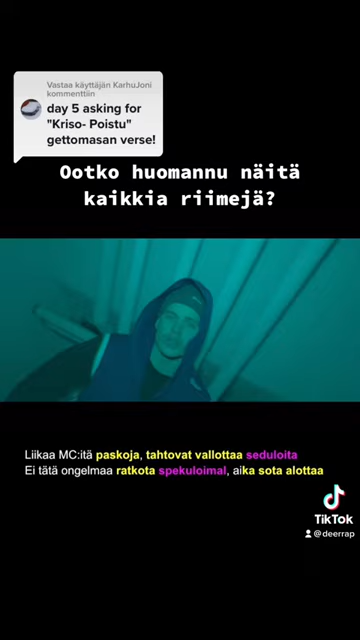 Vastaa käyttäjän KarhuJoni
kommenttiin
day 5 asking for
"Kriso- Poistu"
gettomasan verse!
Ootko huomannu näitä
kaikkia riimejä?
Liikaa MC:itä paskoja, tahtovat vallottaa seduloita
Ei tätä ongelmaa ratkota spekuloimal, aika sota alottaa
TikTok
@deerrap